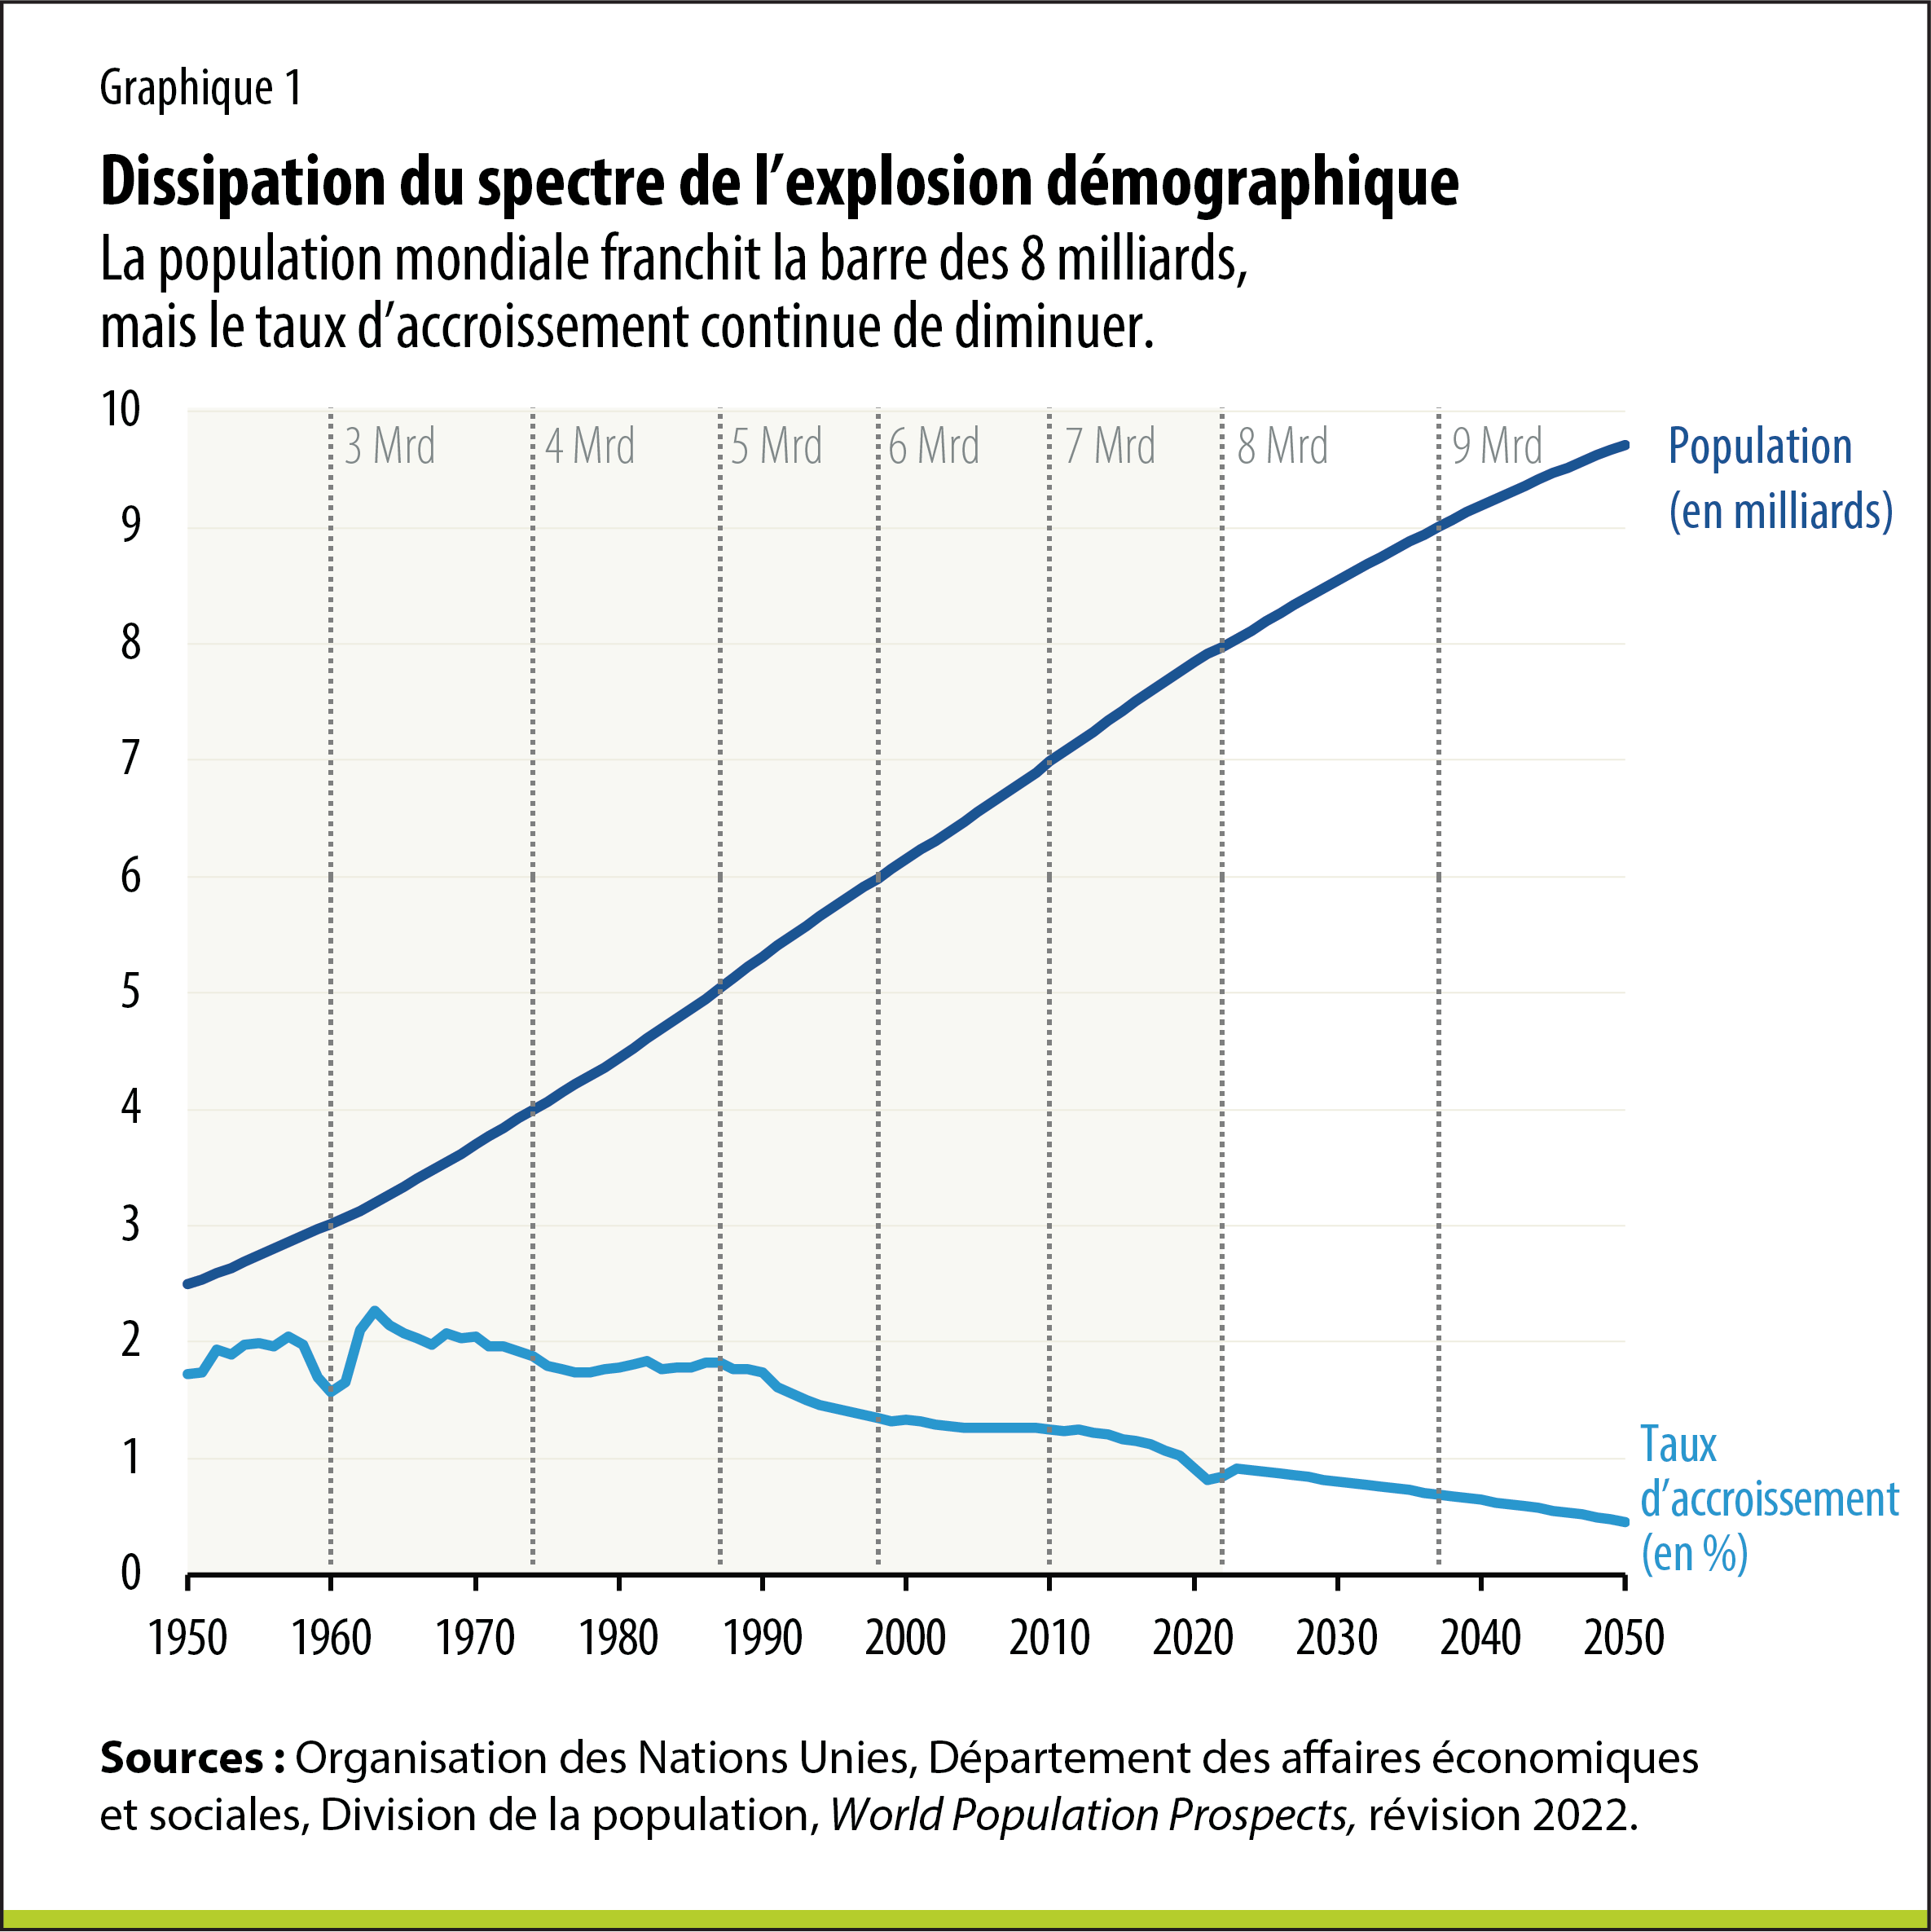 Graphique 1
Dissipation du spectre de l’explosion démographique
La population mondiale franchit la barre des 8 milliards,
mais le taux d’accroissement continue de diminuer.
10
9
8
7
6
5
4
3
2
1
0
3 Mrd
4 Mrd
5 Mrd
6 Mrd
7 Mrd
8 Mrd
9 Mrd
Population
(en milliards)
Taux
d’accroissement
(en %)
1950
1960
1970
1980
1990
2000
2010
2020
2030
2040
2050
Sources : Organisation des Nations Unies, Département des affaires économiques
et sociales, Division de la population, World Population Prospects, révision 2022.